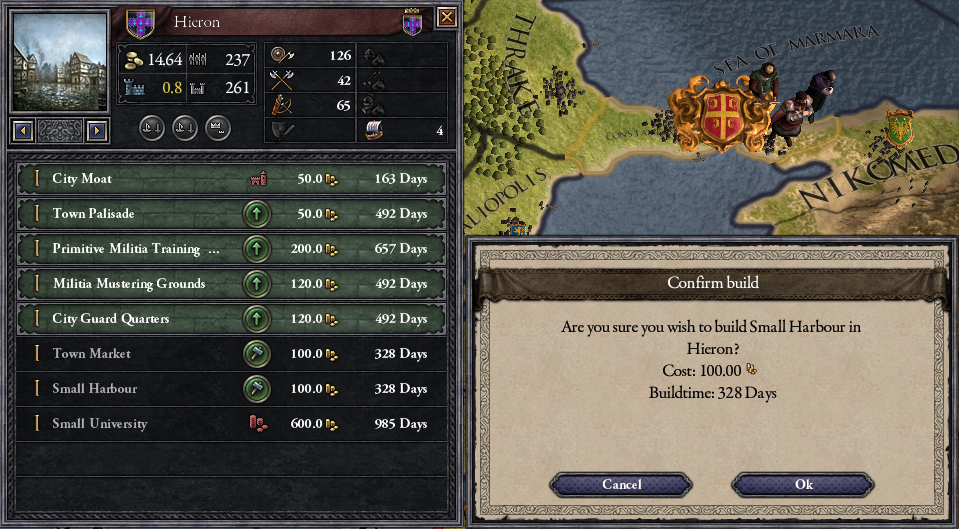 Hieron
14.64 237
0.8 261
126
42
65
4
City Moat 50.0 163 Days
Town Palisade 50.0 492 Days
Primitive Militia Training ... 200.0 657 Days
Militia Mustering Grounds 120.0 492 Days
City Guard Quarters 120.0 492 Days
Town Market 100.0 328 Days
Small Harbour 100.0 328 Days
Small University 600.0 985 Days
THRAKE
SEA OF MARMARA
CONSTA
NIKOMED
LIOPOLIS
Confirm build
Are you sure you wish to build Small Harbour in
Hieron?
Cost: 100.00
Buildtime: 328 Days
Cancel Ok